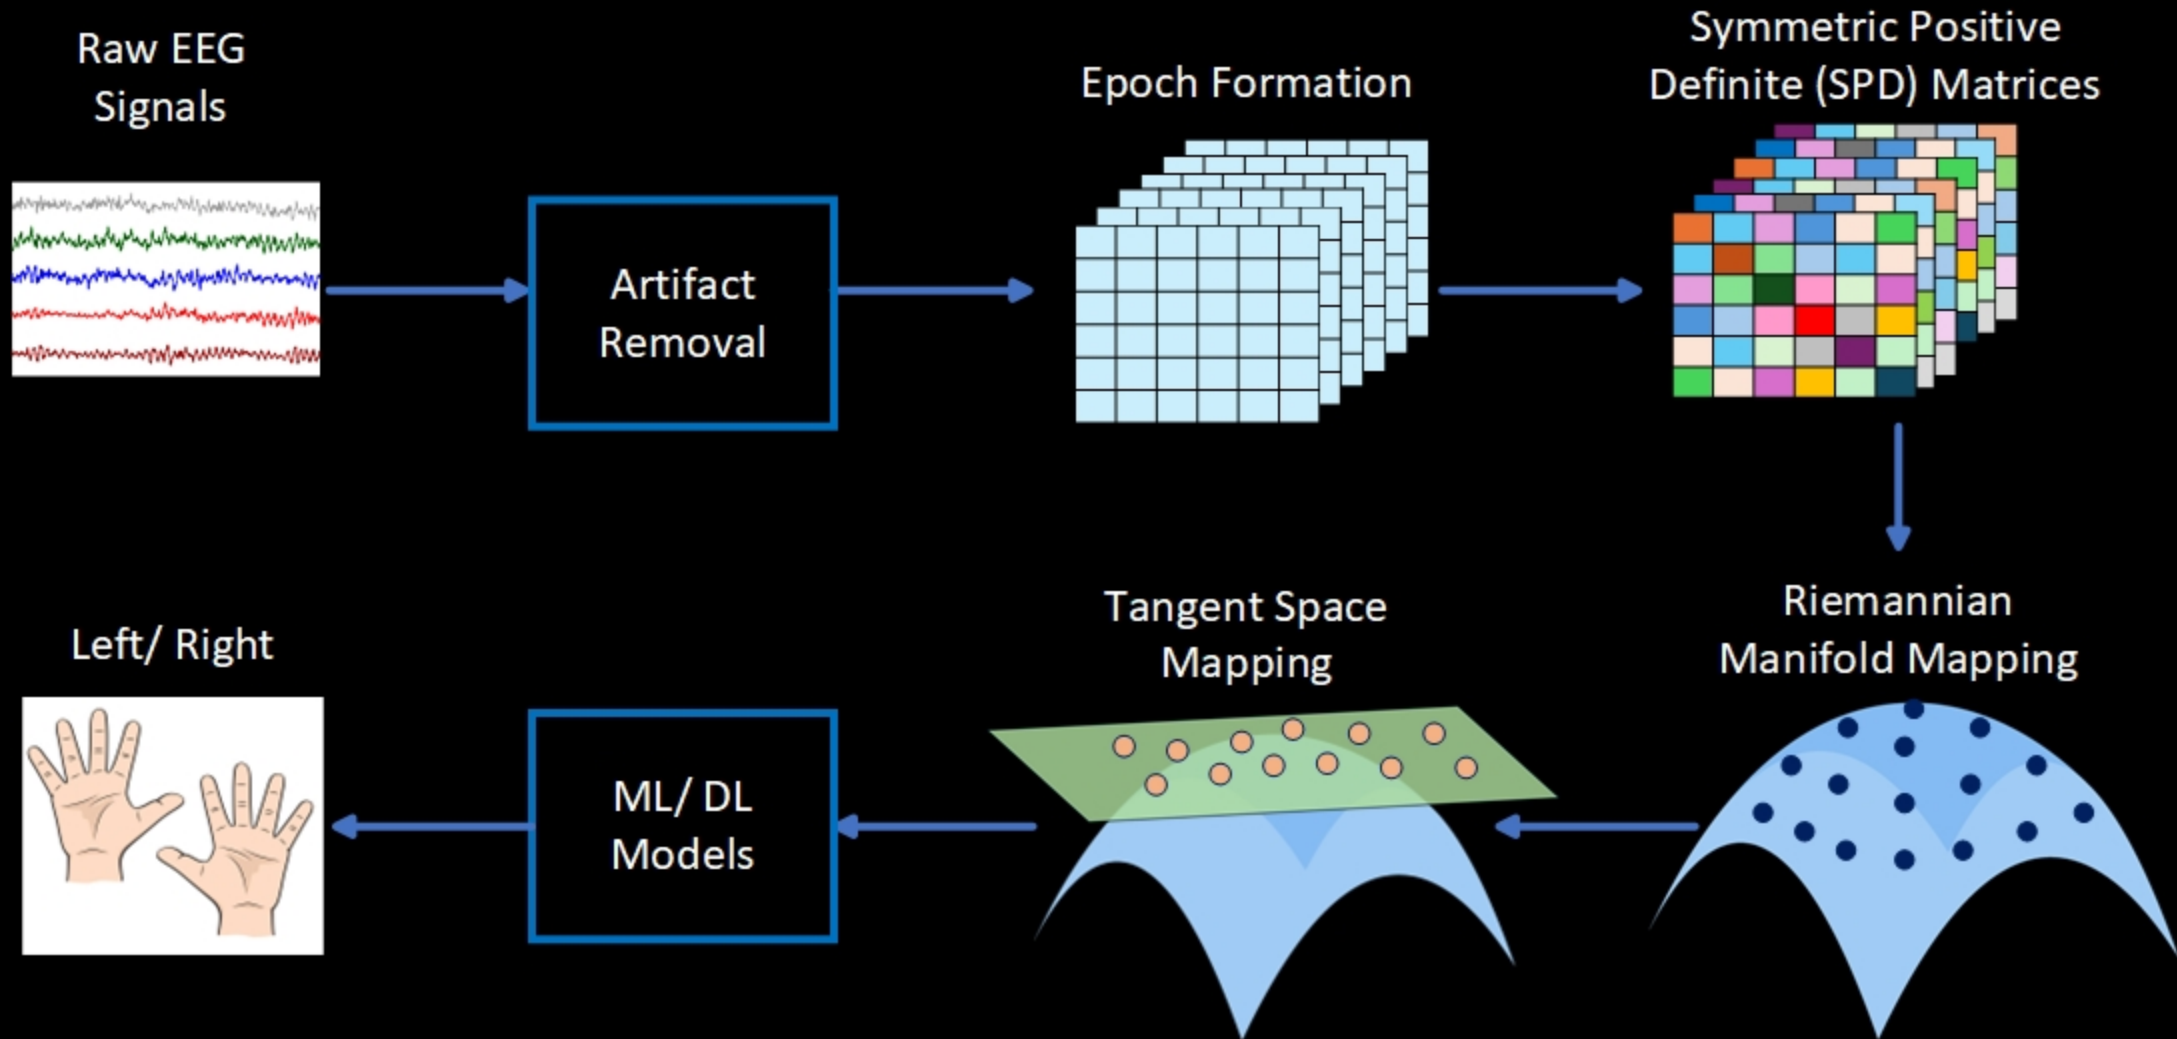 Raw EEG
Signals
Artifact
Removal
Epoch Formation
Symmetric Positive
Definite (SPD) Matrices
Riemannian
Manifold Mapping
Tangent Space
Mapping
ML/ DL
Models
Left/ Right